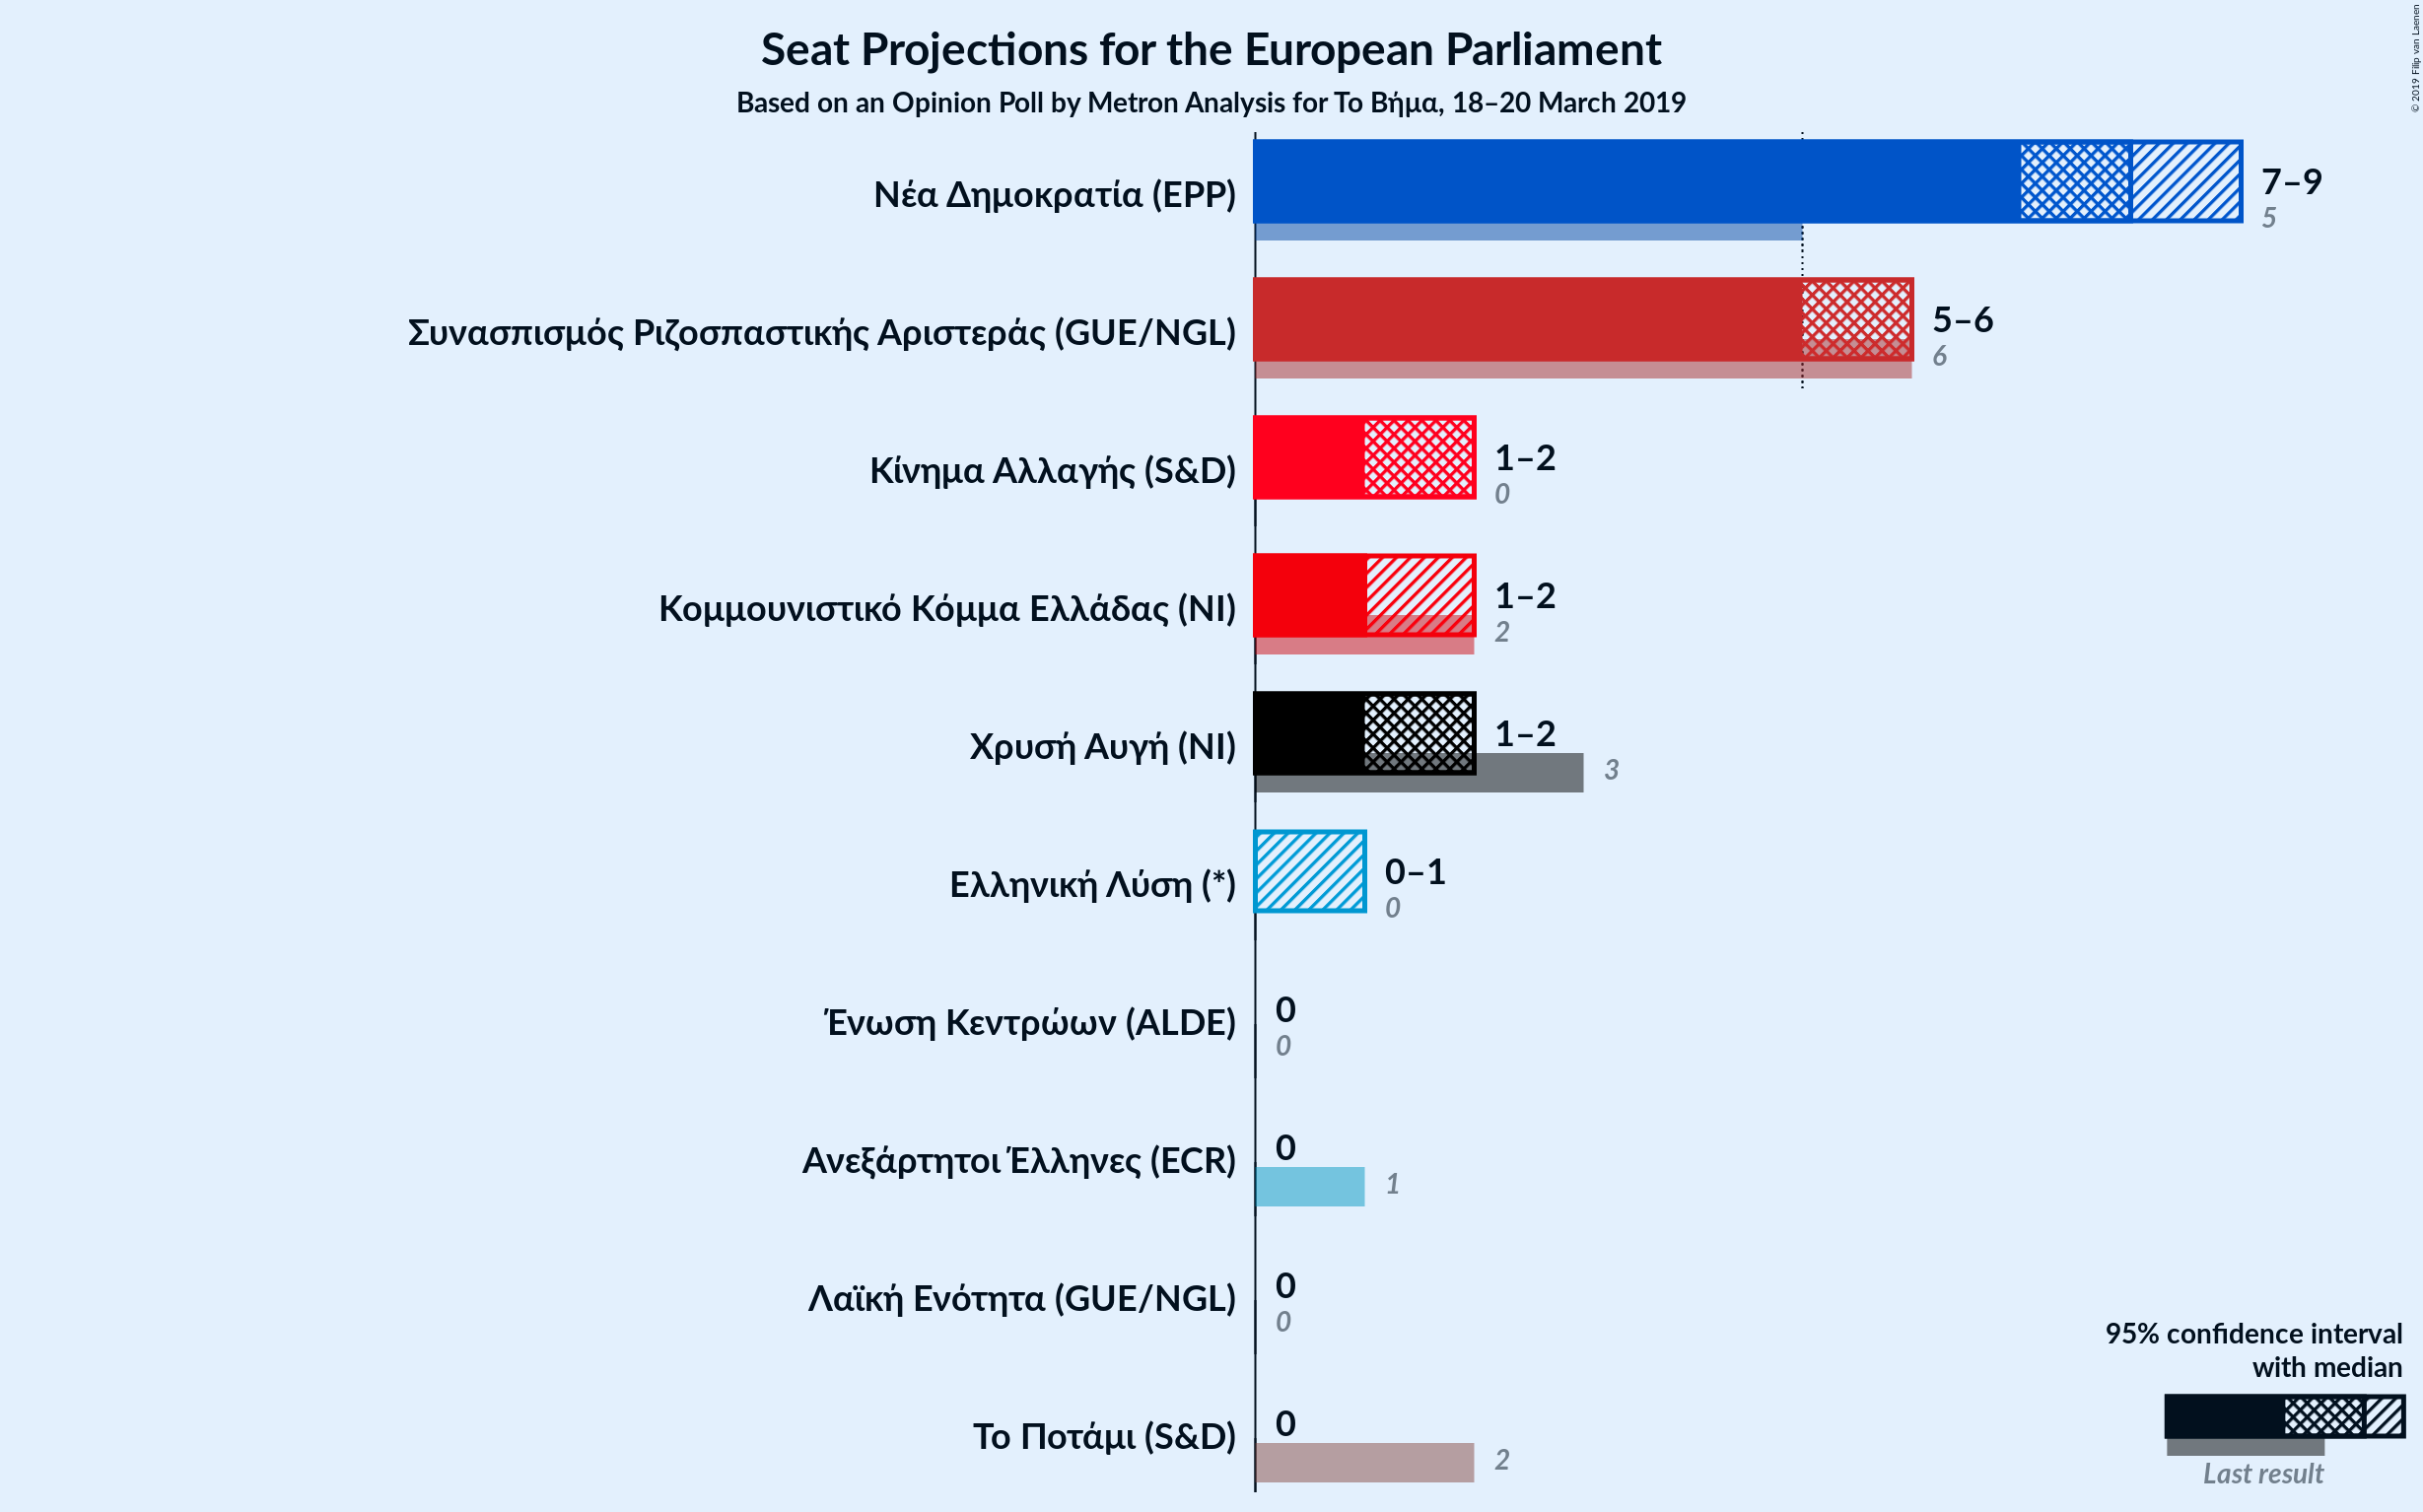 Seat Projections for the European Parliament
Based on an Opinion Poll by Metron Analysis for Το Βήμα, 18–20 March 2019
© 2019 Filip van Laenen
Νέα Δημοκρατία (EPP)
7–9
5
Συνασπισμός Ριζοσπαστικής Αριστεράς (GUE/NGL)
5–6
6
Κίνημα Αλλαγής (S&D)
1–2
0
Κομμουνιστικό Κόμμα Ελλάδας (NI)
1–2
2
Χρυσή Αυγή (NI)
1–2
3
Ελληνική Λύση (*)
0–1
0
Ένωση Κεντρώων (ALDE)
0
0
Ανεξάρτητοι Έλληνες (ECR)
0
1
Λαϊκή Ενότητα (GUE/NGL)
0
0
Το Ποτάμι (S&D)
0
2
95% confidence interval
with median
Last result